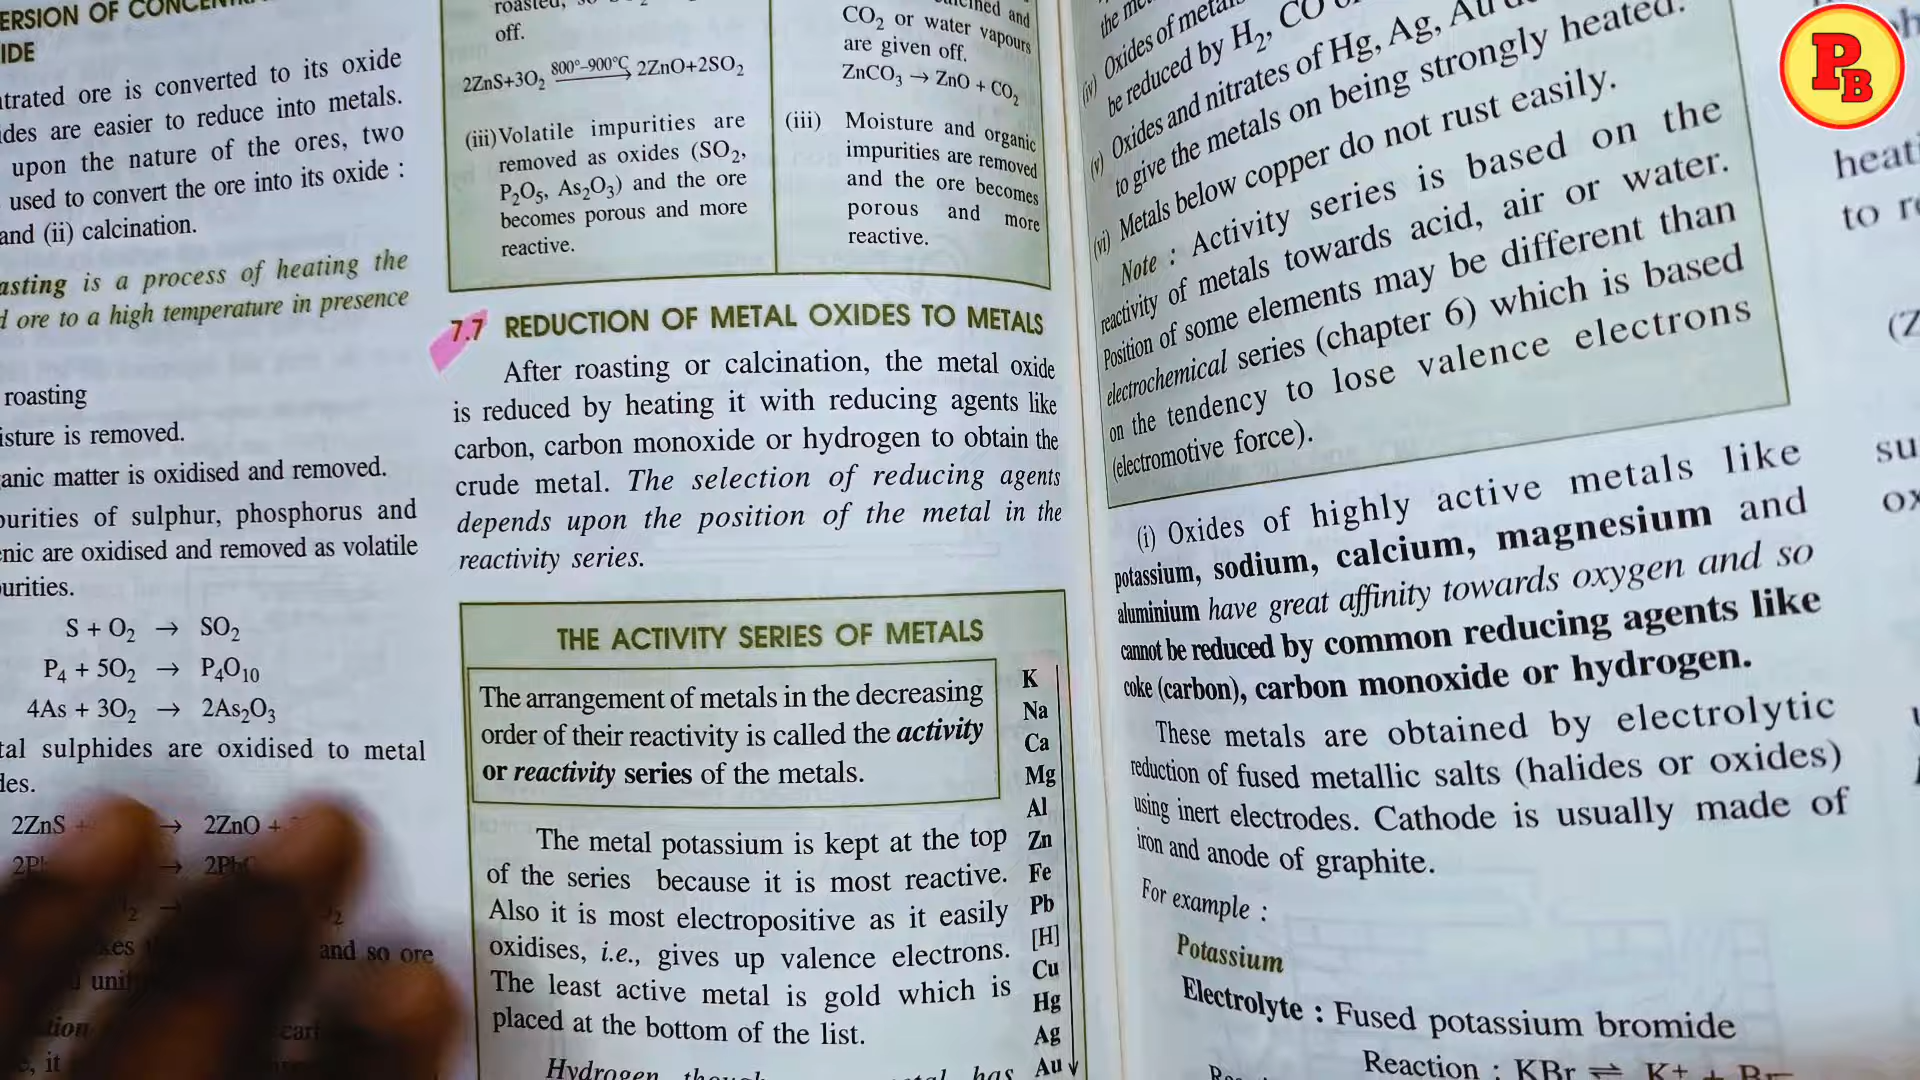 ERSION OF CONCENTRA
IDE
ntrated ore is converted to its oxide
ides are easier to reduce into metals.
upon the nature of the ores, two
used to convert the ore into its oxide :
and (ii) calcination.
asting is a process of heating the
d ore to a high temperature in presence
roasting
isture is removed.
anic matter is oxidised and removed.
purities of sulphur, phosphorus and
enic are oxidised and removed as volatile
purities.
S + O₂ → SO₂
P₄ + 5O₂ → P₄O₁₀
4As + 3O₂ → 2As₂O₃
tal sulphides are oxidised to metal
des.
2ZnS → 2ZnO +
→
and so ore
off.
2ZnS+3O₂ 800°–900°C → 2ZnO+2SO₂
(iii) Volatile impurities are
removed as oxides (SO₂,
P₂O₅, As₂O₃) and the ore
becomes porous and more
reactive.
and
CO₂ or water vapours
are given off.
ZnCO₃ → ZnO + CO₂
(iii) Moisture and organic
impurities are removed
and the ore becomes
porous and more
reactive.
7.7 REDUCTION OF METAL OXIDES TO METALS
After roasting or calcination, the metal oxide
is reduced by heating it with reducing agents like
carbon, carbon monoxide or hydrogen to obtain the
crude metal. The selection of reducing agents
depends upon the position of the metal in the
reactivity series.
THE ACTIVITY SERIES OF METALS
The arrangement of metals in the decreasing
order of their reactivity is called the activity
or reactivity series of the metals.
The metal potassium is kept at the top
of the series because it is most reactive.
Also it is most electropositive as it easily
oxidises, i.e., gives up valence electrons.
The least active metal is gold which is
placed at the bottom of the list.
Hydrogen has
K
Na
Ca
Mg
Al
Zn
Fe
Pb
[H]
Cu
Hg
Ag
Au
(iv) Oxides of metals
be reduced by H₂, CO
(v) Oxides and nitrates of Hg, Ag, Au
to give the metals on being strongly heated.
(vi) Metals below copper do not rust easily.
Note : Activity series is based on the
reactivity of metals towards acid, air or water.
Position of some elements may be different than
electrochemical series (chapter 6) which is based
on the tendency to lose valence electrons
(electromotive force).
(i) Oxides of highly active metals like
potassium, sodium, calcium, magnesium and
aluminium have great affinity towards oxygen and so
cannot be reduced by common reducing agents like
coke (carbon), carbon monoxide or hydrogen.
These metals are obtained by electrolytic
reduction of fused metallic salts (halides or oxides)
using inert electrodes. Cathode is usually made of
iron and anode of graphite.
For example :
Potassium
Electrolyte : Fused potassium bromide
Reaction : KBr ⇌ K⁺ + Br⁻
PB
heati
to re
(Z
su
ox